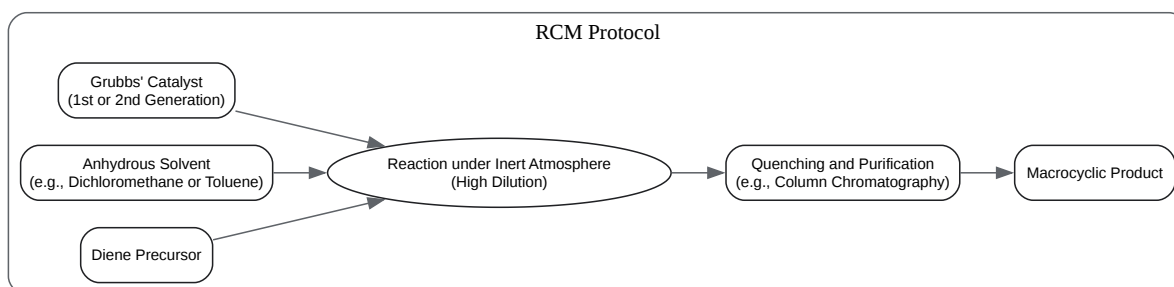 RCM Protocol
Grubbs' Catalyst
(1st or 2nd Generation)
Anhydrous Solvent
(e.g., Dichloromethane or Toluene)
Diene Precursor
Reaction under Inert Atmosphere
(High Dilution)
Quenching and Purification
(e.g., Column Chromatography)
Macrocyclic Product